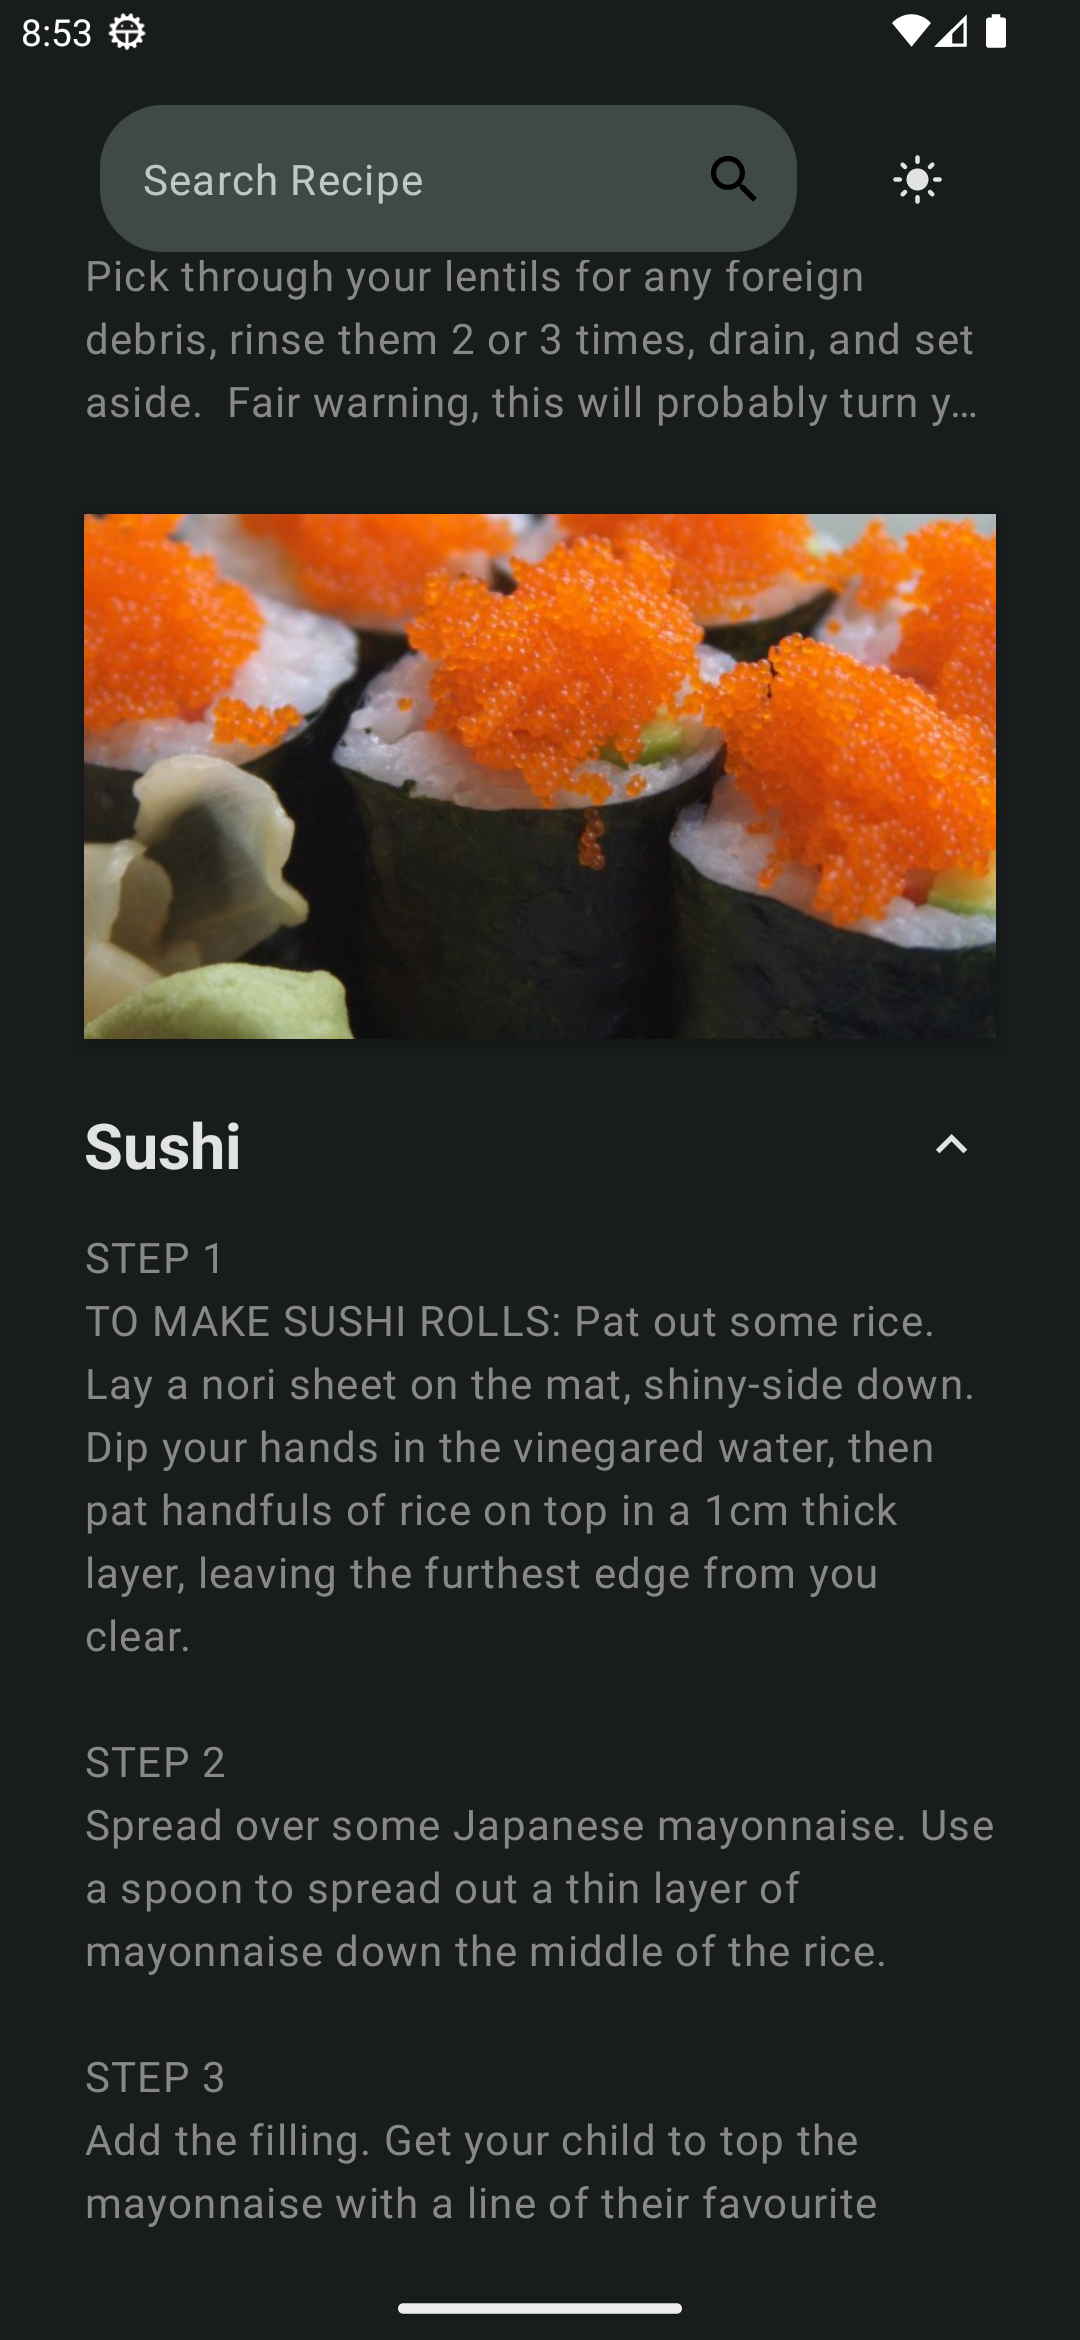 8:53
Search Recipe
Pick through your lentils for any foreign
debris, rinse them 2 or 3 times, drain, and set
aside.  Fair warning, this will probably turn y…
Sushi
STEP 1
TO MAKE SUSHI ROLLS: Pat out some rice.
Lay a nori sheet on the mat, shiny-side down.
Dip your hands in the vinegared water, then
pat handfuls of rice on top in a 1cm thick
layer, leaving the furthest edge from you
clear.
STEP 2
Spread over some Japanese mayonnaise. Use
a spoon to spread out a thin layer of
mayonnaise down the middle of the rice.
STEP 3
Add the filling. Get your child to top the
mayonnaise with a line of their favourite